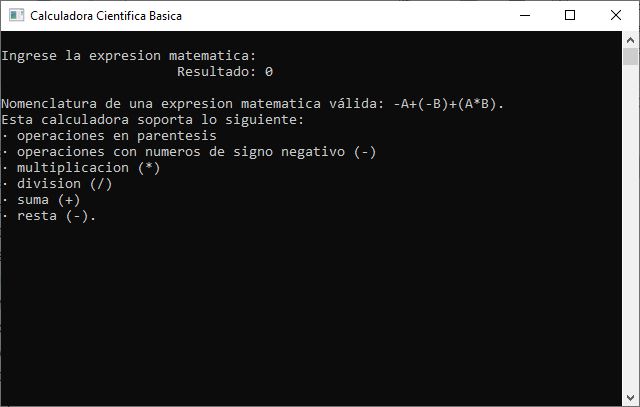 Calculadora Cientifica Basica
Ingrese la expresion matematica:
Resultado: 0
Nomenclatura de una expresion matematica válida: -A+(-B)+(A*B).
Esta calculadora soporta lo siguiente:
· operaciones en parentesis
· operaciones con numeros de signo negativo (-)
· multiplicacion (*)
· division (/)
· suma (+)
· resta (-).